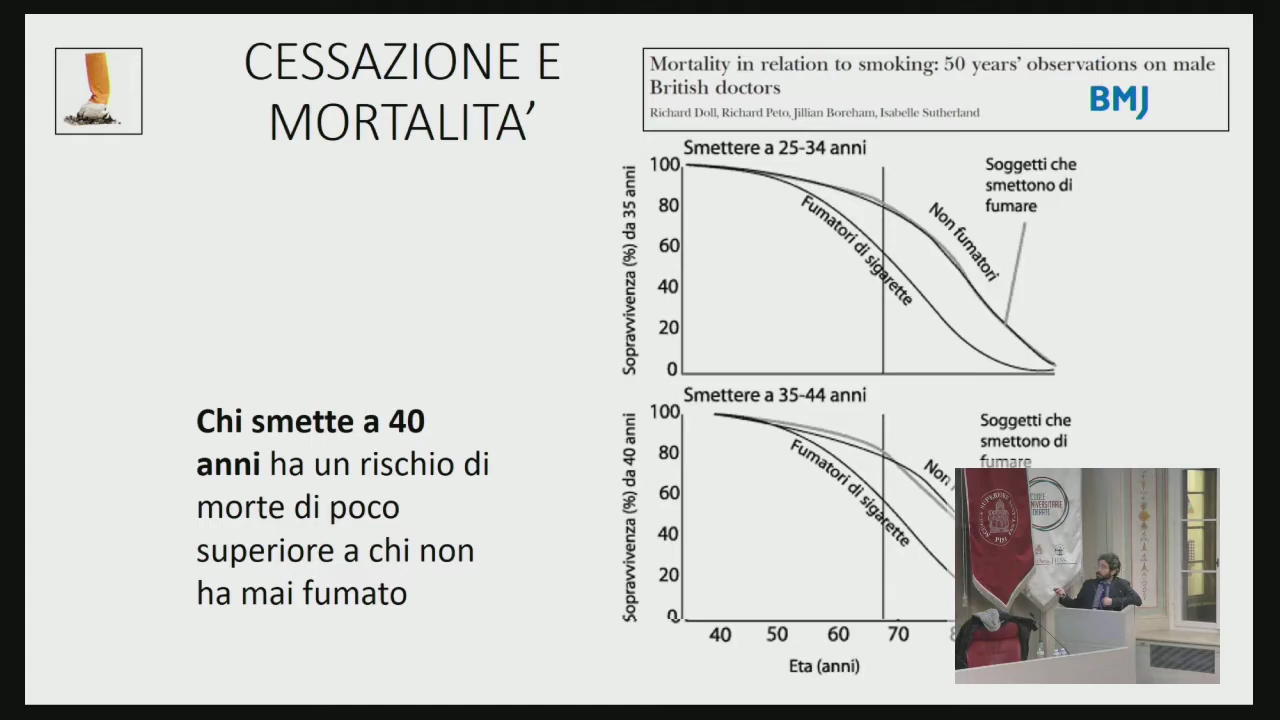 CESSAZIONE E
MORTALITA’
Mortality in relation to smoking: 50 years’ observations on male
British doctors
BMJ
Richard Doll, Richard Peto, Jillian Boreham, Isabelle Sutherland
Smettere a 25-34 anni
Sopravvivenza (%) da 35 anni
100
80
60
40
20
0
Fumatori di sigarette
Non fumatori
Soggetti che
smettono di
fumare
Chi smette a 40
anni ha un rischio di
morte di poco
superiore a chi non
ha mai fumato
Smettere a 35-44 anni
Sopravvivenza (%) da 40 anni
100
80
60
40
20
0
Fumatori di sigarette
Non
Soggetti che
smettono di
fumare
40 50 60 70
Eta (anni)